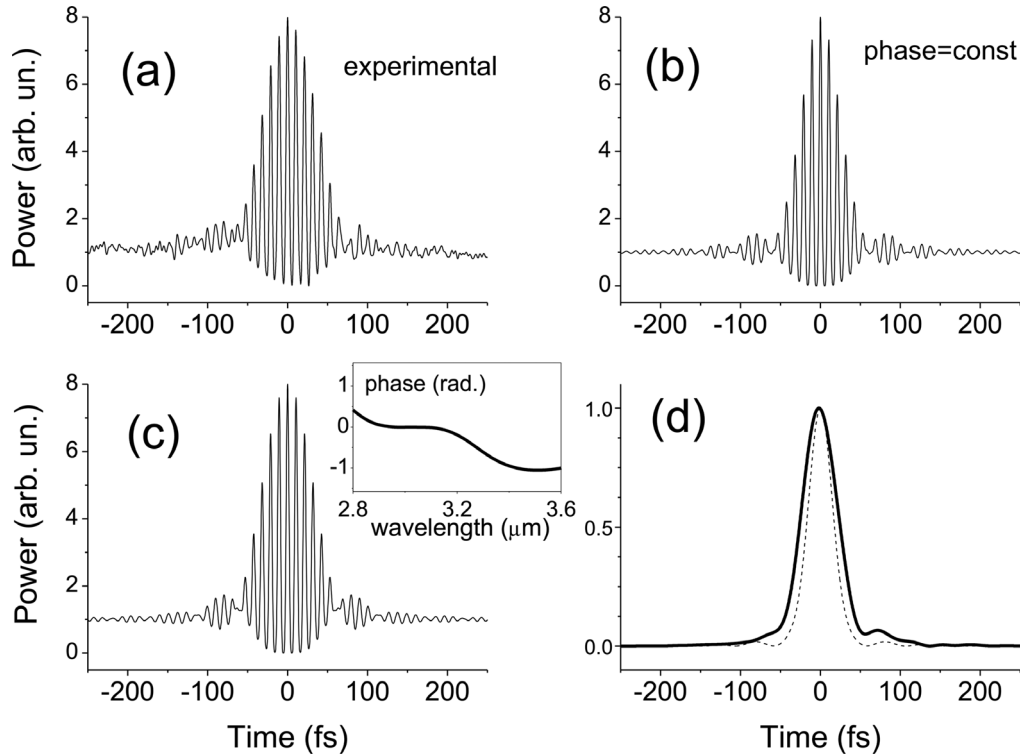 (a)
experimental
Power (arb. un.)
8
6
4
2
0
-200 -100 0 100 200
(b)
phase=const
8
6
4
2
0
-200 -100 0 100 200
(c)
Power (arb. un.)
8
6
4
2
0
-200 -100 0 100 200
Time (fs)
phase (rad.)
1
0
-1
2.8 3.2 3.6
wavelength (μm)
(d)
1.0
0.5
0.0
-200 -100 0 100 200
Time (fs)